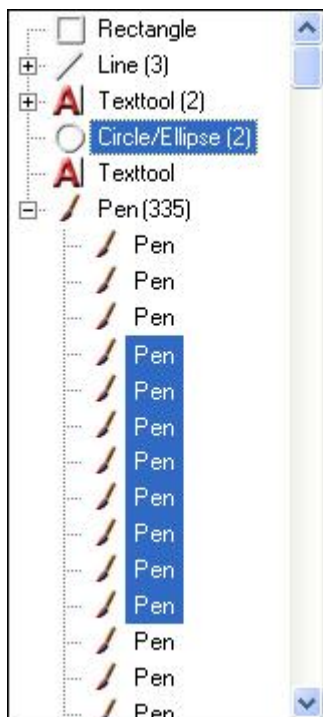 Rectangle
Line (3)
Texttool (2)
Circle/Ellipse (2)
Texttool
Pen (335)
Pen
Pen
Pen
Pen
Pen
Pen
Pen
Pen
Pen
Pen
Pen
Pen
Pen
Pen